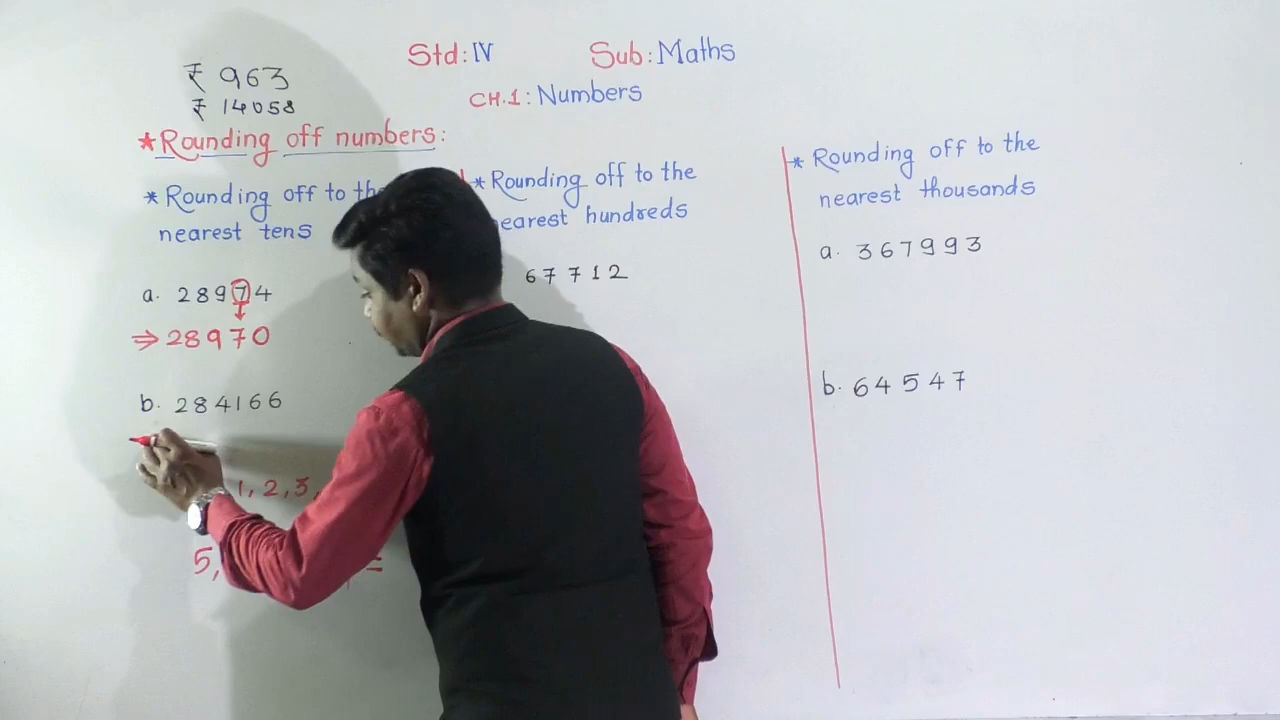 ₹ 963
₹ 14058
Std: IV Sub: Maths
CH.1: Numbers
*Rounding off numbers:
* Rounding off to the
nearest tens
a. 28974
⇒ 28970
b. 284166
1, 2, 3,
5,
=
* Rounding off to the
nearest hundreds
67712
* Rounding off to the
nearest thousands
a. 367993
b. 64547